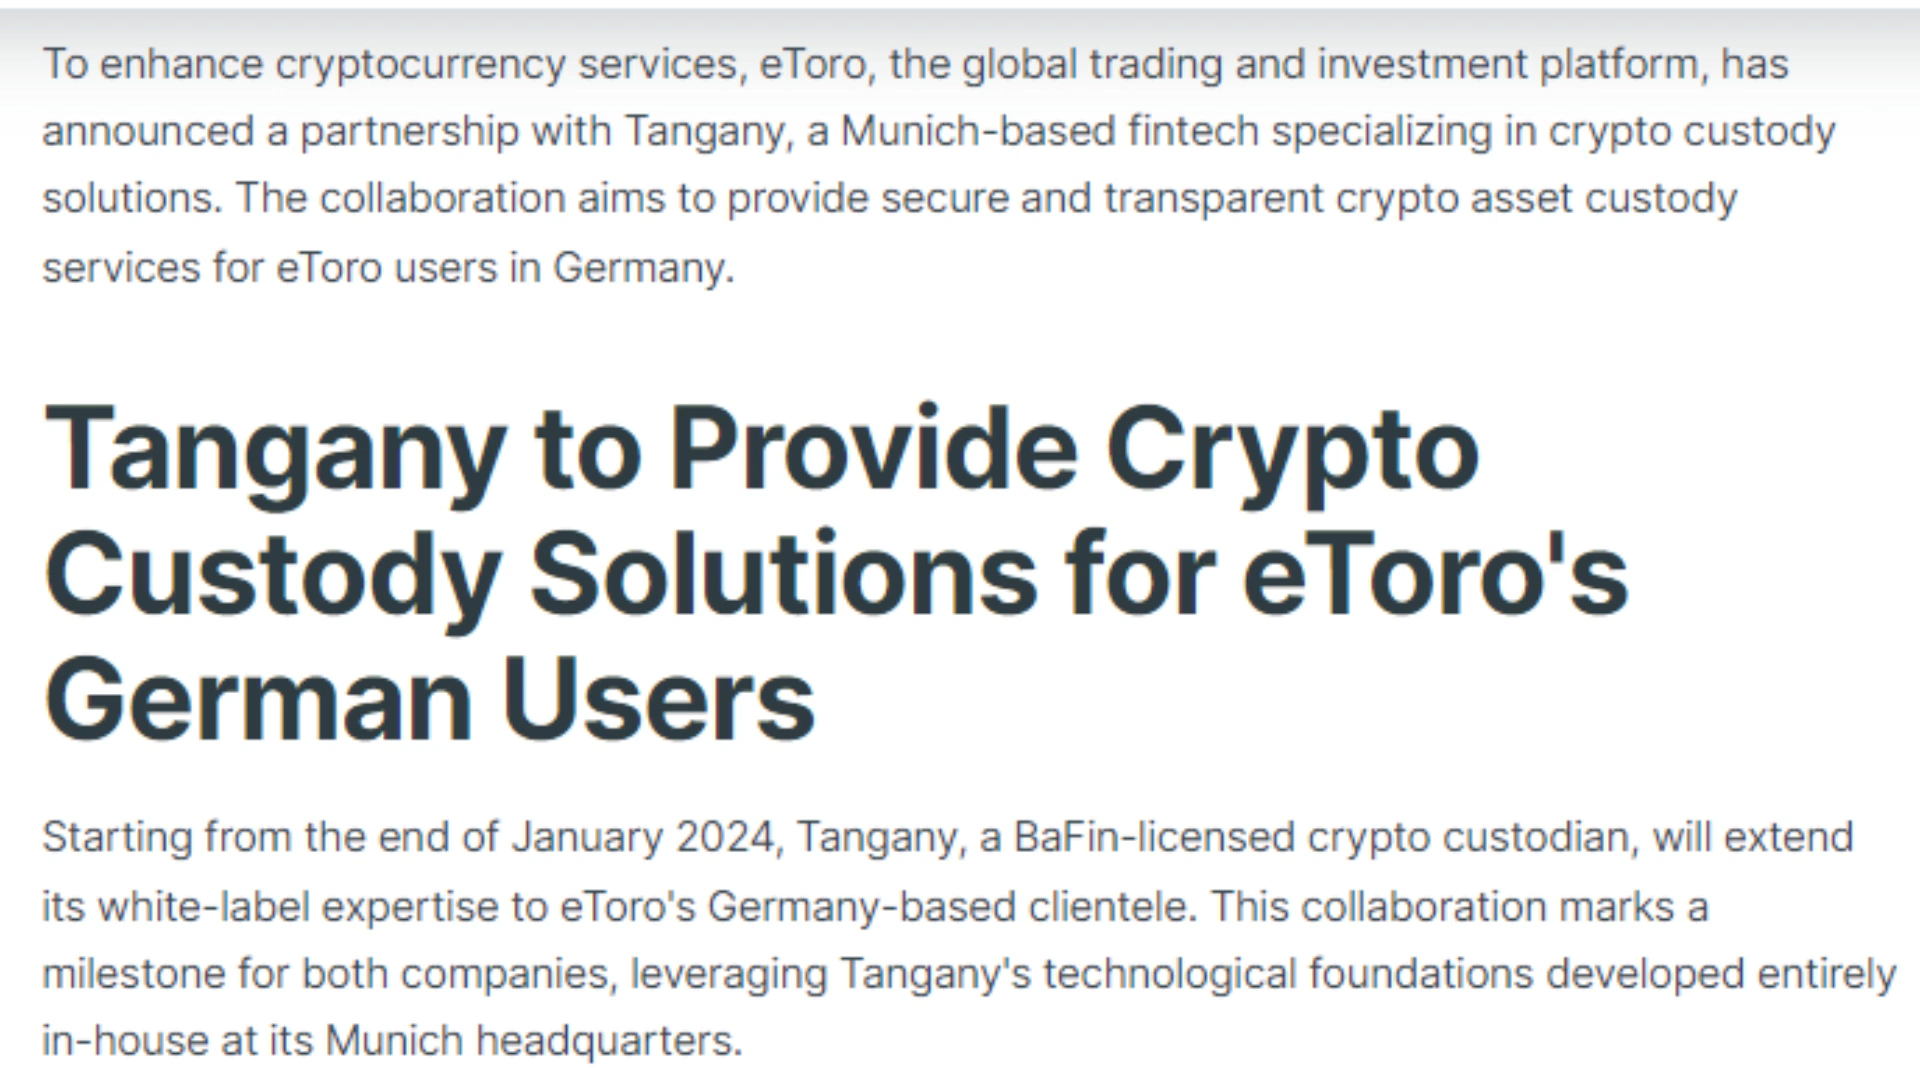 To enhance cryptocurrency services, eToro, the global trading and investment platform, has
announced a partnership with Tangany, a Munich-based fintech specializing in crypto custody
solutions. The collaboration aims to provide secure and transparent crypto asset custody
services for eToro users in Germany.
Tangany to Provide Crypto
Custody Solutions for eToro's
German Users
Starting from the end of January 2024, Tangany, a BaFin-licensed crypto custodian, will extend
its white-label expertise to eToro's Germany-based clientele. This collaboration marks a
milestone for both companies, leveraging Tangany's technological foundations developed entirely
in-house at its Munich headquarters.